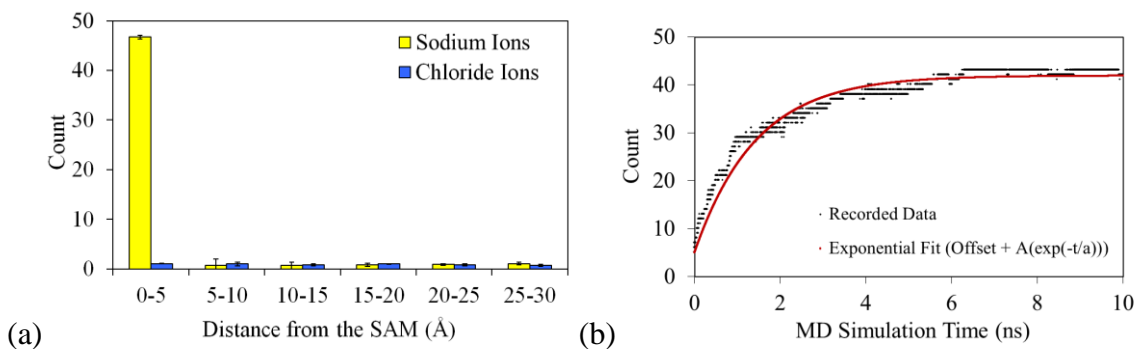 50
40
30
20
10
0
Count
Sodium Ions
Chloride Ions
0-5 5-10 10-15 15-20 20-25 25-30
Distance from the SAM (Å)
(a)
50
40
30
20
10
0
Count
Recorded Data
Exponential Fit (Offset + A(exp(-t/a)))
0 2 4 6 8 10
MD Simulation Time (ns)
(b)